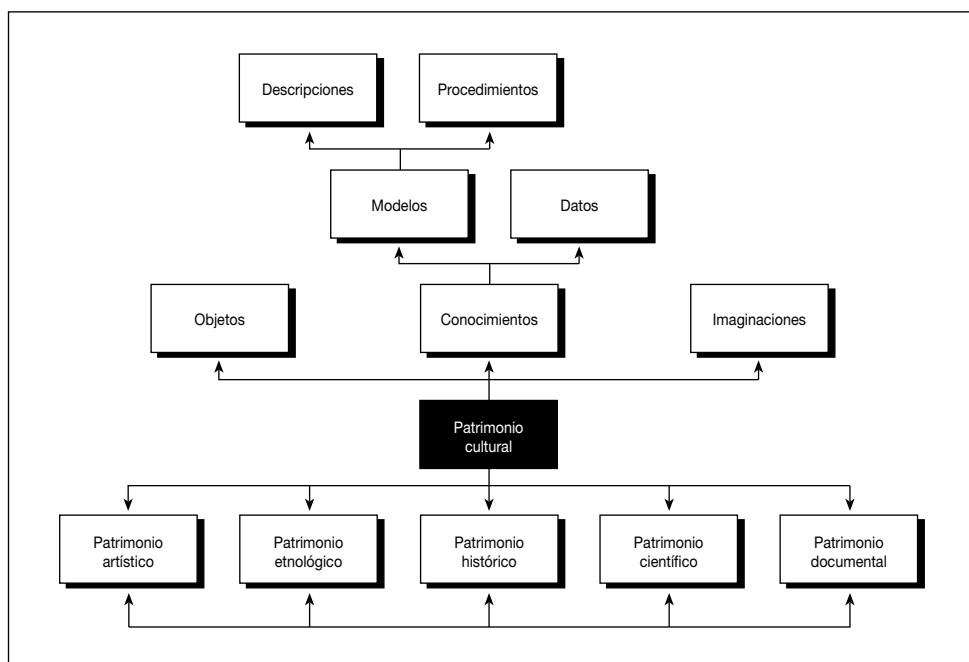 Descripciones
Procedimientos
Modelos
Datos
Objetos
Conocimientos
Imaginaciones
Patrimonio
cultural
Patrimonio
artístico
Patrimonio
etnológico
Patrimonio
histórico
Patrimonio
científico
Patrimonio
documental